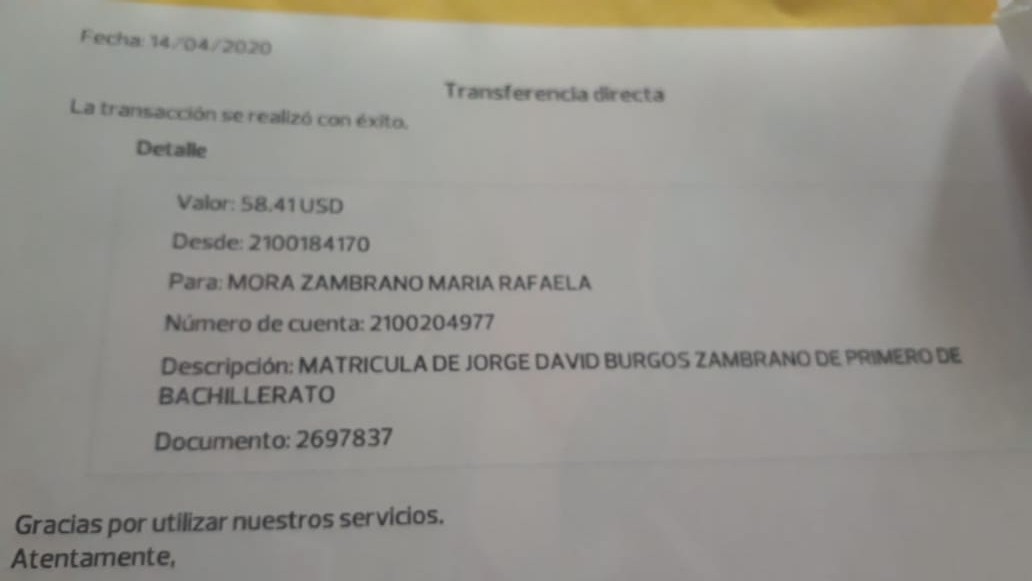 Fecha: 14/04/2020
Transferencia directa
La transacción se realizó con éxito.
Detalle
Valor: 58.41 USD
Desde: 2100184170
Para: MORA ZAMBRANO MARIA RAFAELA
Número de cuenta: 2100204977
Descripción: MATRICULA DE JORGE DAVID BURGOS ZAMBRANO DE PRIMERO DE
BACHILLERATO
Documento: 2697837
Gracias por utilizar nuestros servicios.
Atentamente,